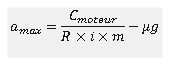 a_max = C_moteur / (R × i × m) − μg